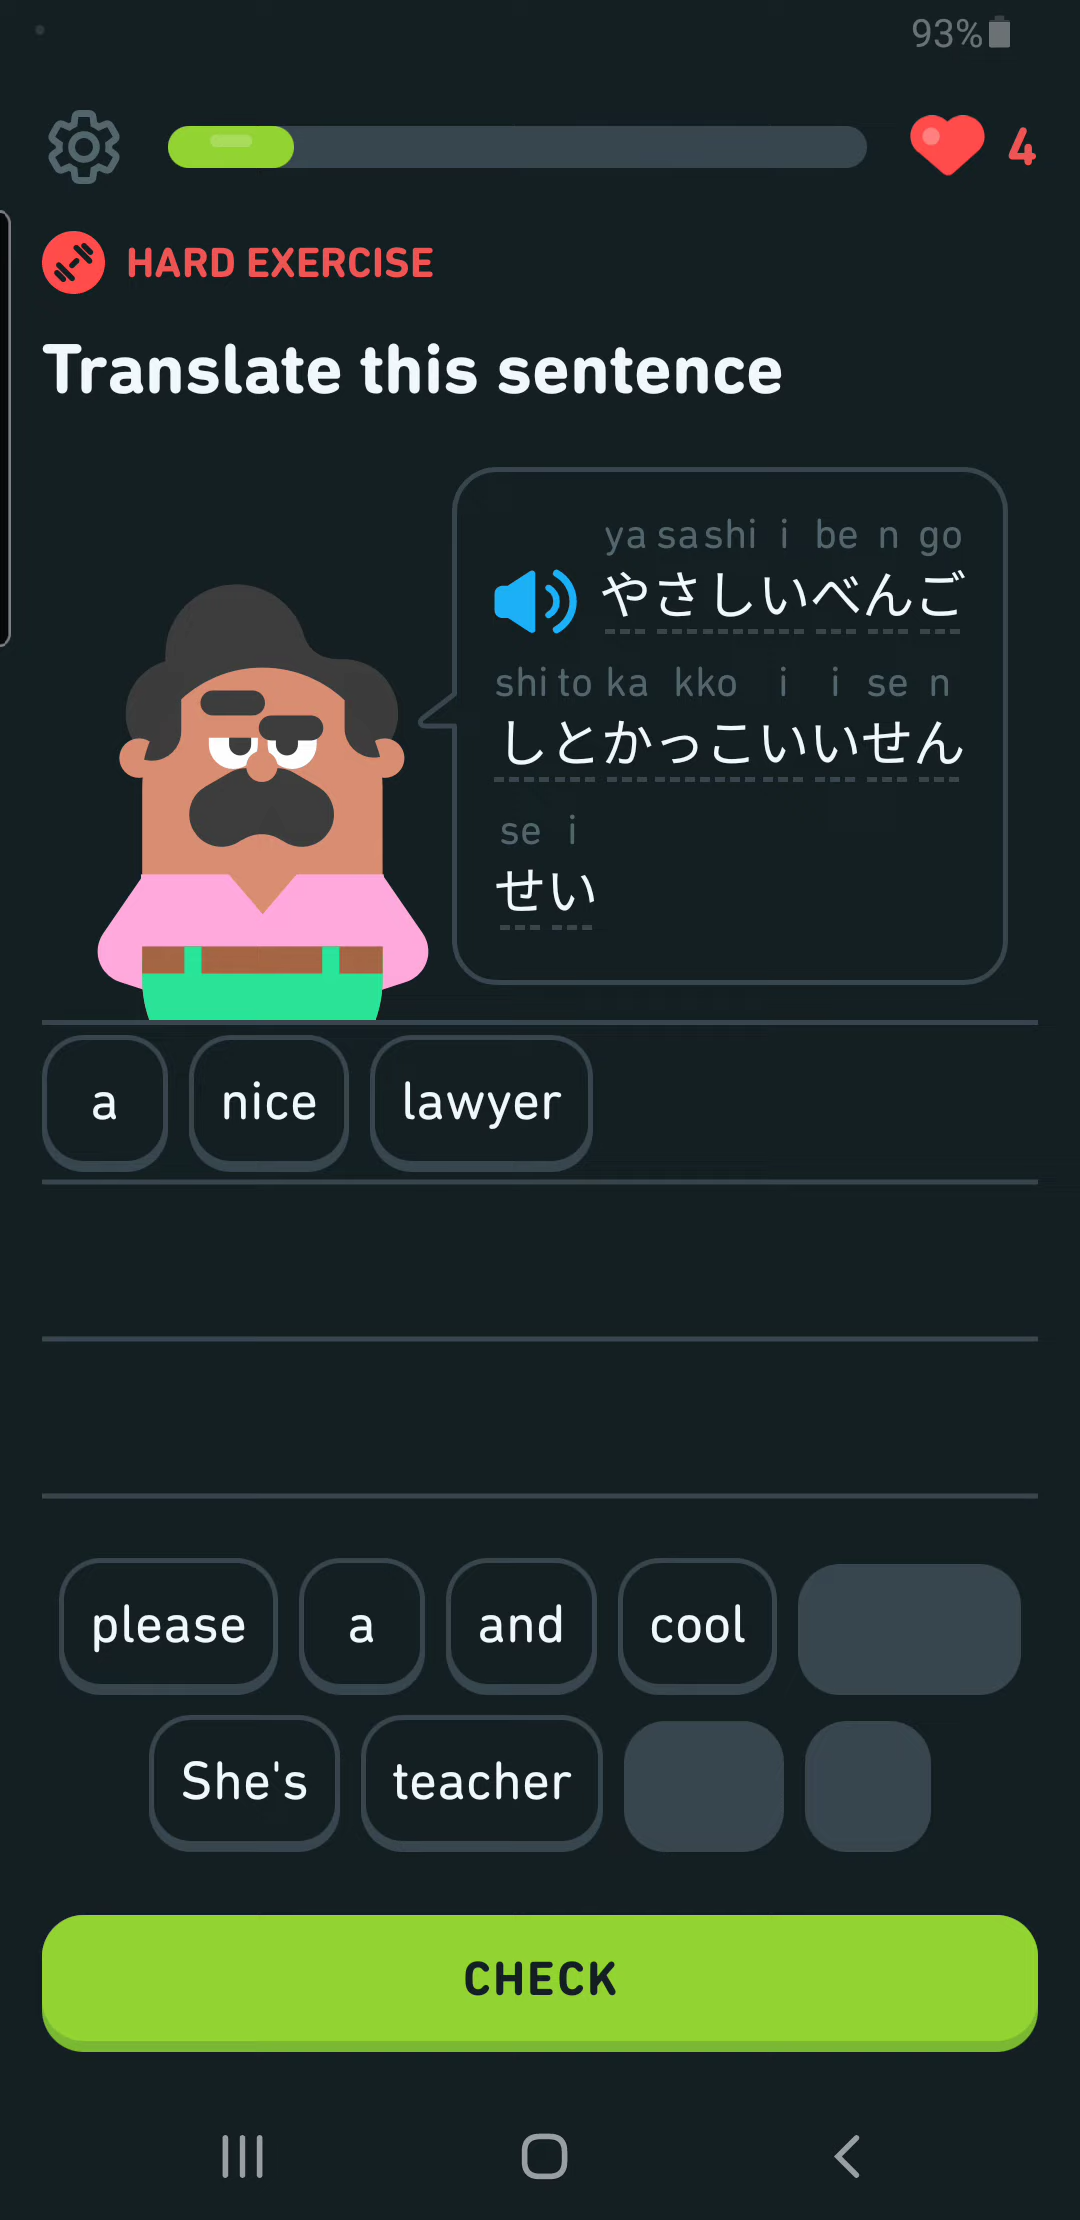 93%
4
HARD EXERCISE
Translate this sentence
ya sa shi i be n go
やさしいべんご
shi to ka kko i i se n
しとかっこいいせん
se i
せい
a nice lawyer
please a and cool
She's teacher
CHECK